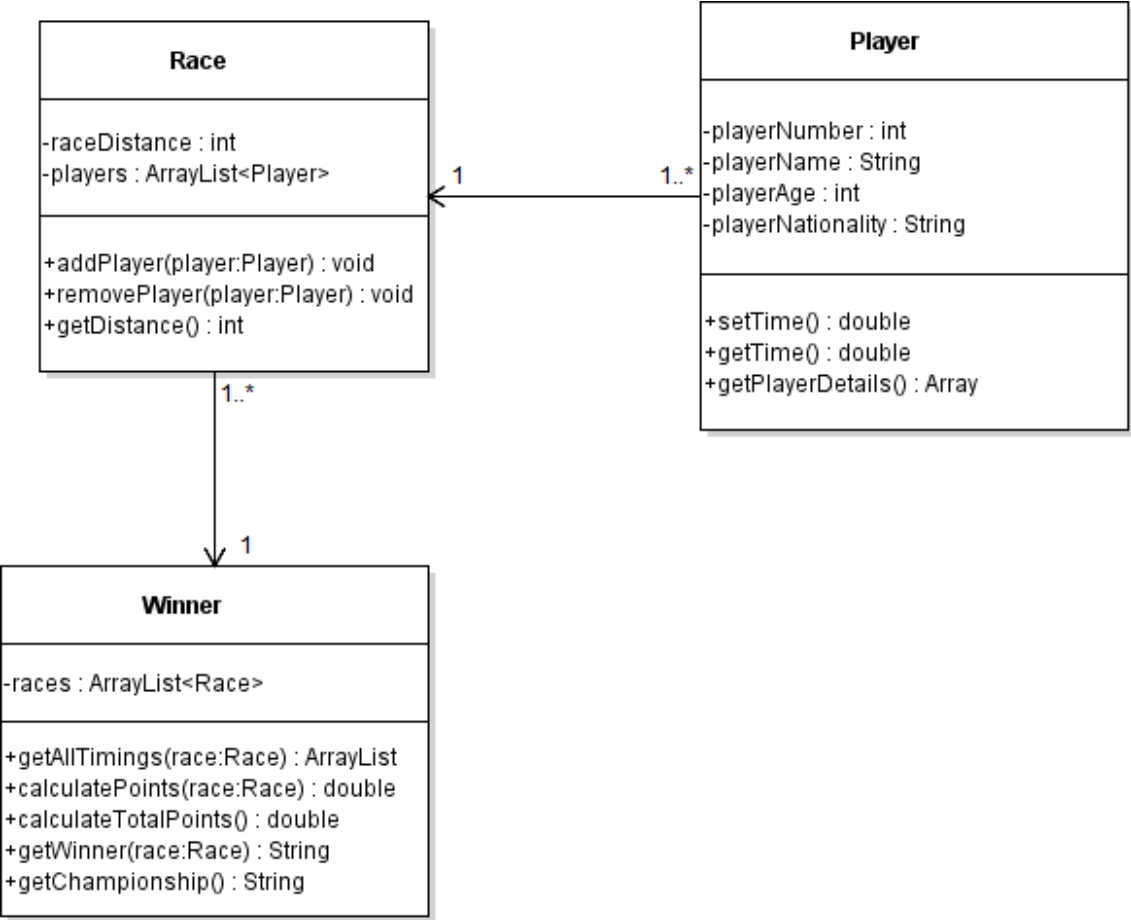 Race
-raceDistance : int
-players : ArrayList<Player>
+addPlayer(player:Player) : void
+removePlayer(player:Player) : void
+getDistance() : int
1
1..*
Player
-playerNumber : int
-playerName : String
-playerAge : int
-playerNationality : String
+setTime() : double
+getTime() : double
+getPlayerDetails() : Array
1..*
1
Winner
-races : ArrayList<Race>
+getAllTimings(race:Race) : ArrayList
+calculatePoints(race:Race) : double
+calculateTotalPoints() : double
+getWinner(race:Race) : String
+getChampionship() : String